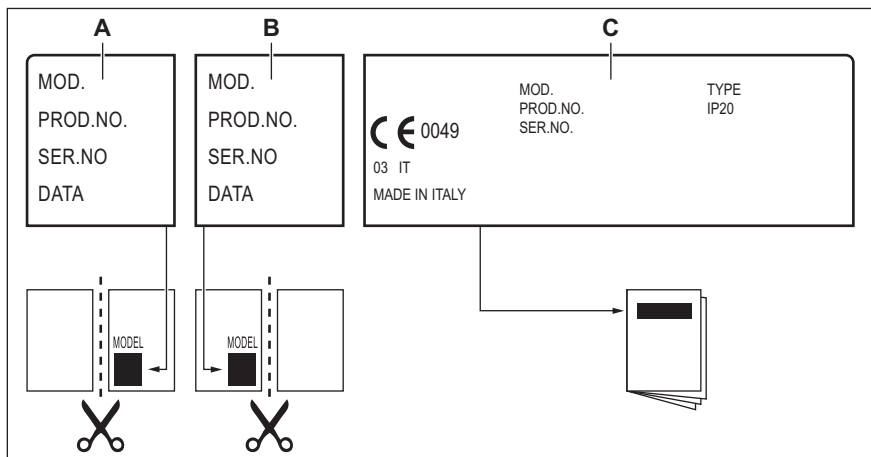 A
B
C
MOD.
PROD.NO.
SER.NO
DATA
MOD.
PROD.NO.
SER.NO
DATA
MOD.
PROD.NO.
SER.NO.
TYPE
IP20
CE 0049
03 IT
MADE IN ITALY
MODEL
MODEL